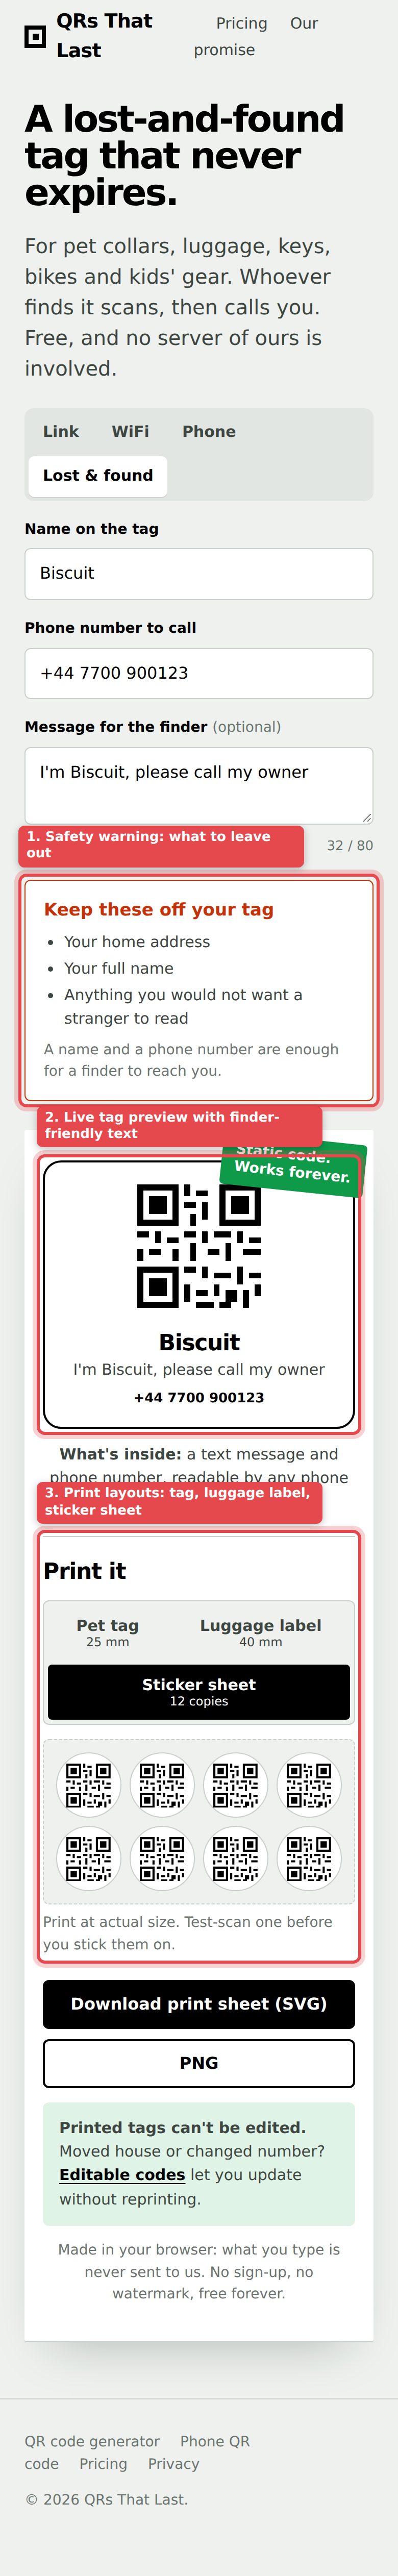 QRs That Last
Pricing Our promise
A lost-and-found
tag that never
expires.
For pet collars, luggage, keys,
bikes and kids' gear. Whoever
finds it scans, then calls you.
Free, and no server of ours is
involved.
Link WiFi Phone
Lost & found
Name on the tag
Biscuit
Phone number to call
+44 7700 900123
Message for the finder (optional)
I'm Biscuit, please call my owner
1. Safety warning: what to leave
out
32 / 80
Keep these off your tag
• Your home address
• Your full name
• Anything you would not want a
stranger to read
A name and a phone number are enough
for a finder to reach you.
2. Live tag preview with finder-
friendly text
Static code.
Works forever.
Biscuit
I'm Biscuit, please call my owner
+44 7700 900123
What's inside: a text message and
phone number, readable by any phone
3. Print layouts: tag, luggage label,
sticker sheet
Print it
Pet tag
25 mm
Luggage label
40 mm
Sticker sheet
12 copies
Print at actual size. Test-scan one before
you stick them on.
Download print sheet (SVG)
PNG
Printed tags can't be edited.
Moved house or changed number?
Editable codes let you update
without reprinting.
Made in your browser: what you type is
never sent to us. No sign-up, no
watermark, free forever.
QR code generator Phone QR
code Pricing Privacy
© 2026 QRs That Last.